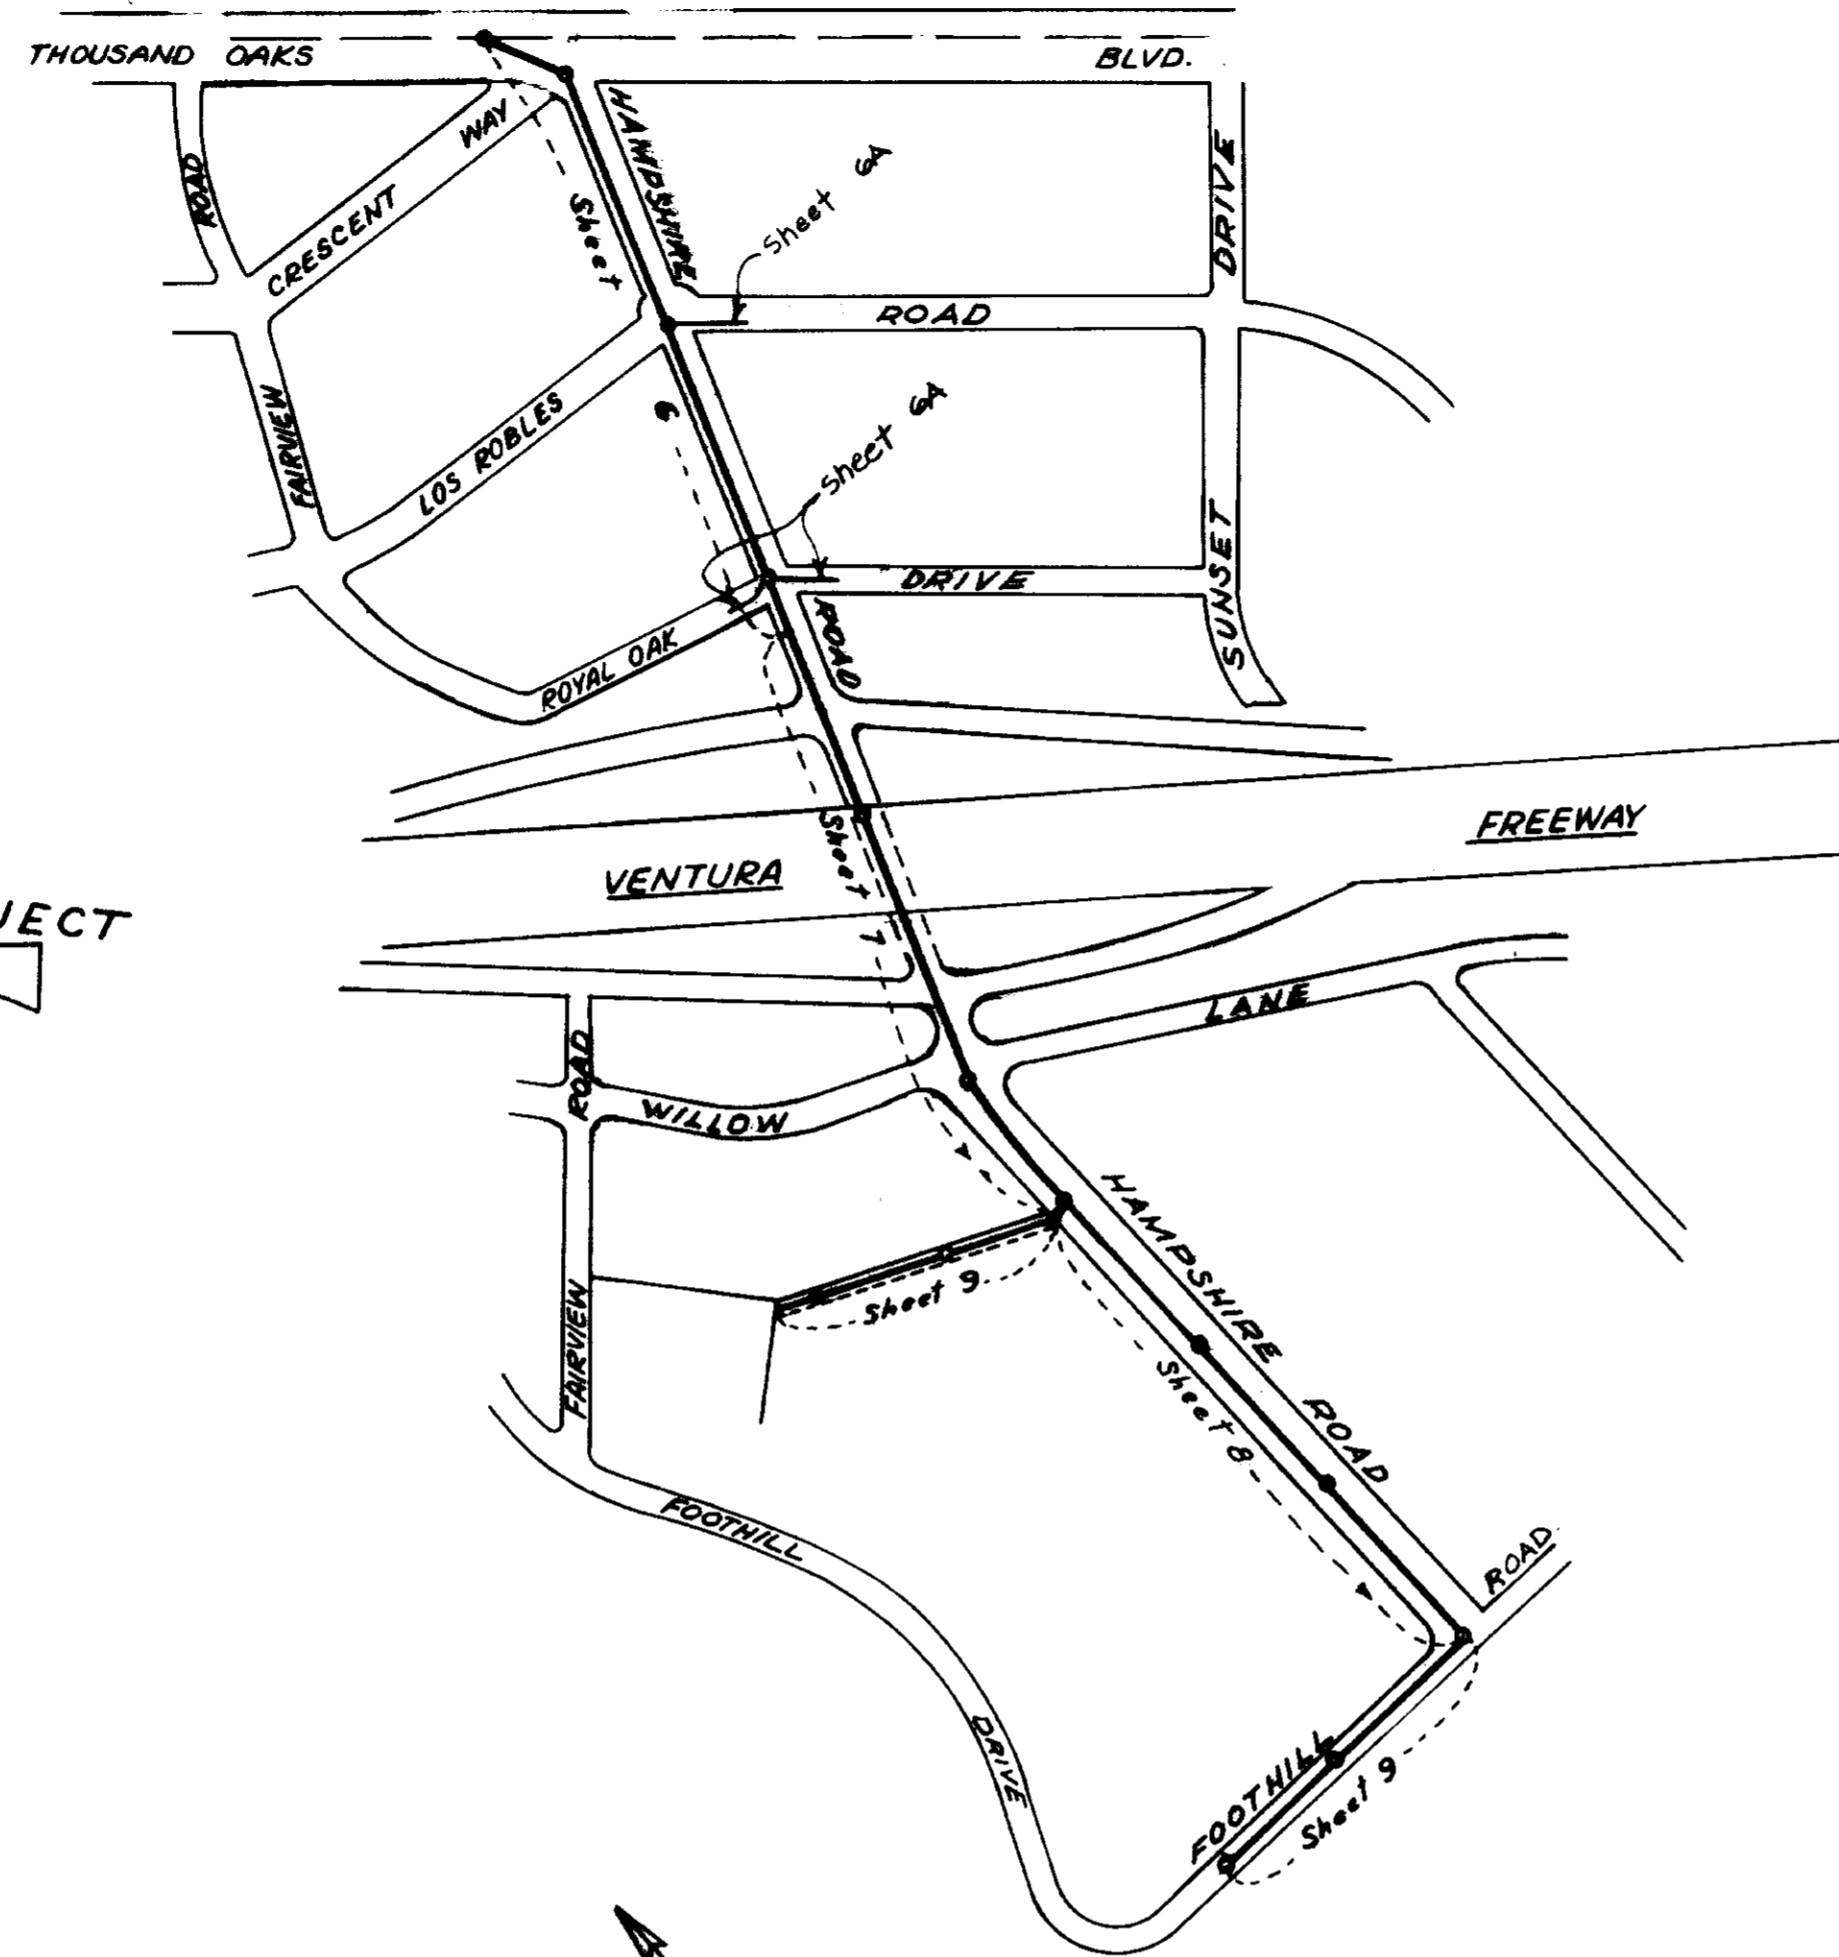 THOUSAND OAKS BLVD.
ROAD
CRESCENT WAY
HAMPSHIRE
DRIVE
Sheet 6A
Sheet 6
ROAD
FAIRVIEW
LOS ROBLES
Sheet 6A
DRIVE
SUNSET
ROAD
ROYAL OAK
FREEWAY
VENTURA
Sheet 7
JECT
LANE
ROAD
WILLOW
HAMPSHIRE ROAD
Sheet 9
FAIRVIEW
Sheet 8
FOOTHILL
ROAD
DRIVE
FOOTHILL
Sheet 9